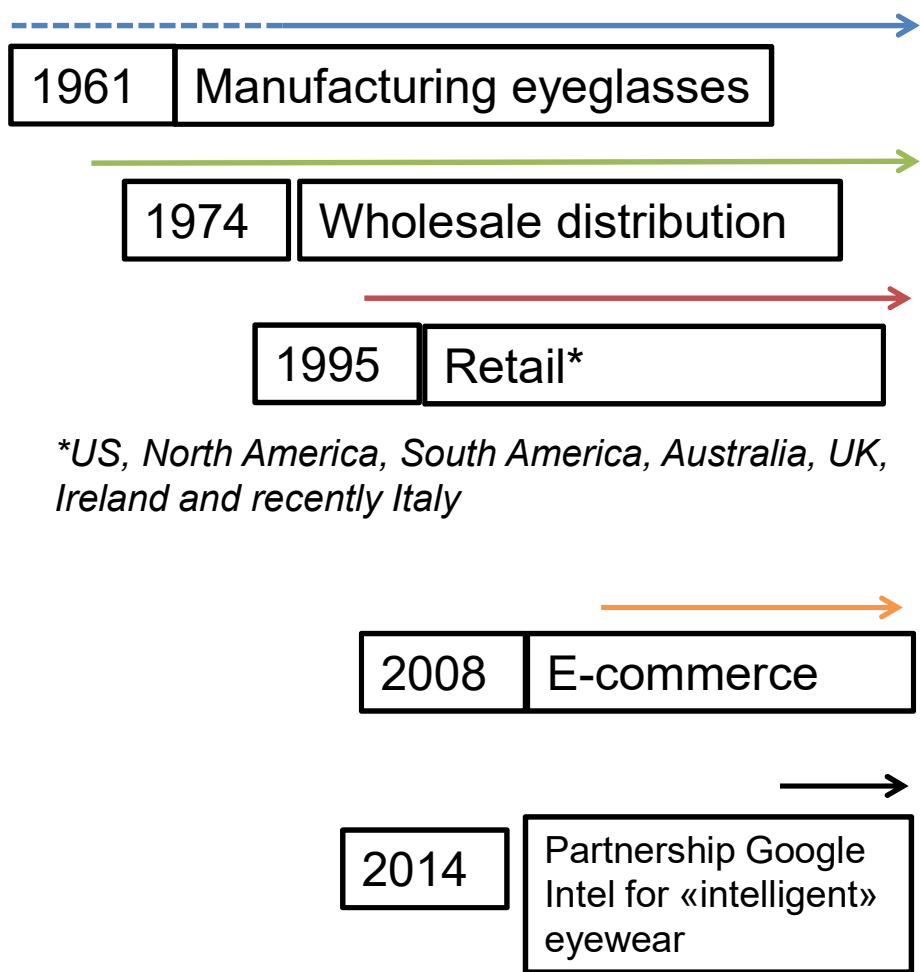 1961 Manufacturing eyeglasses
1974 Wholesale distribution
1995 Retail*
*US, North America, South America, Australia, UK,
Ireland and recently Italy
2008 E-commerce
2014
Partnership Google
Intel for «intelligent»
eyewear